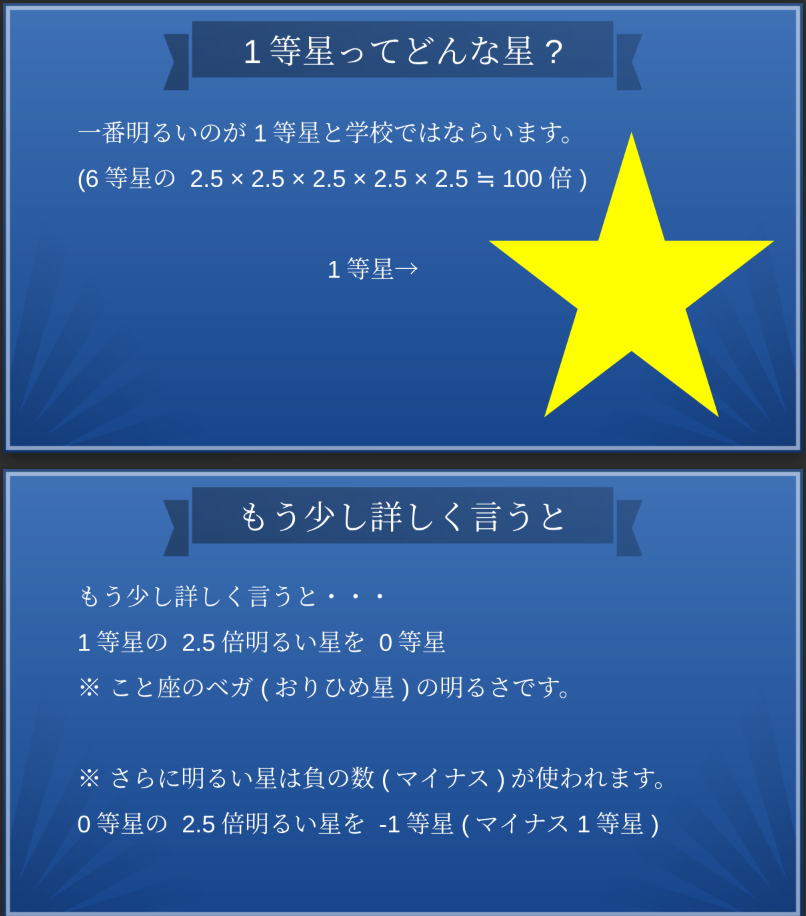 1等星ってどんな星？
一番明るいのが1等星と学校ではならいます。
(6等星の 2.5×2.5×2.5×2.5×2.5≒100倍)
1等星→
もう少し詳しく言うと
もう少し詳しく言うと・・・
1等星の 2.5倍明るい星を 0等星
※ こと座のベガ(おりひめ星)の明るさです。
※ さらに明るい星は負の数(マイナス)が使われます。
0等星の 2.5倍明るい星を -1等星(マイナス1等星)